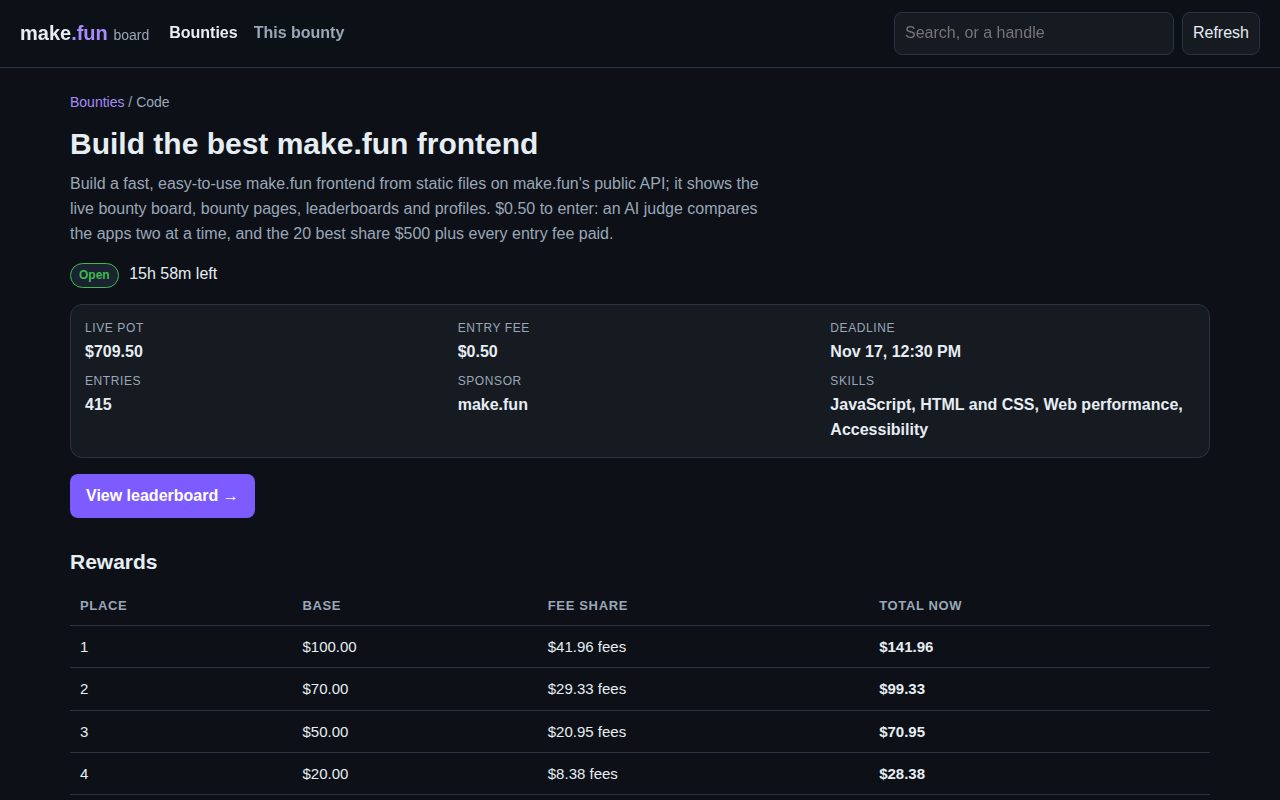 make.fun board Bounties This bounty Search, or a handle Refresh
Bounties / Code
Build the best make.fun frontend
Build a fast, easy-to-use make.fun frontend from static files on make.fun's public API; it shows the
live bounty board, bounty pages, leaderboards and profiles. $0.50 to enter: an AI judge compares
the apps two at a time, and the 20 best share $500 plus every entry fee paid.
Open 15h 58m left
LIVE POT ENTRY FEE DEADLINE
$709.50 $0.50 Nov 17, 12:30 PM
ENTRIES SPONSOR SKILLS
415 make.fun JavaScript, HTML and CSS, Web performance,
Accessibility
View leaderboard →
Rewards
PLACE BASE FEE SHARE TOTAL NOW
1 $100.00 $41.96 fees $141.96
2 $70.00 $29.33 fees $99.33
3 $50.00 $20.95 fees $70.95
4 $20.00 $8.38 fees $28.38